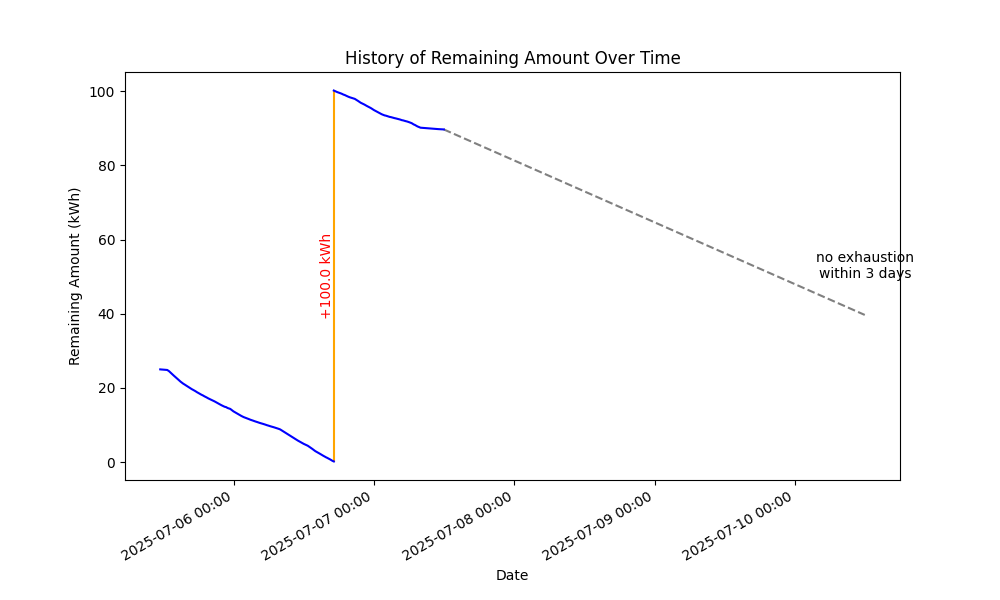 History of Remaining Amount Over Time
Remaining Amount (kWh)
100
80
60
40
20
0
+100.0 kWh
no exhaustion
within 3 days
2025-07-06 00:00
2025-07-07 00:00
2025-07-08 00:00
2025-07-09 00:00
2025-07-10 00:00
Date